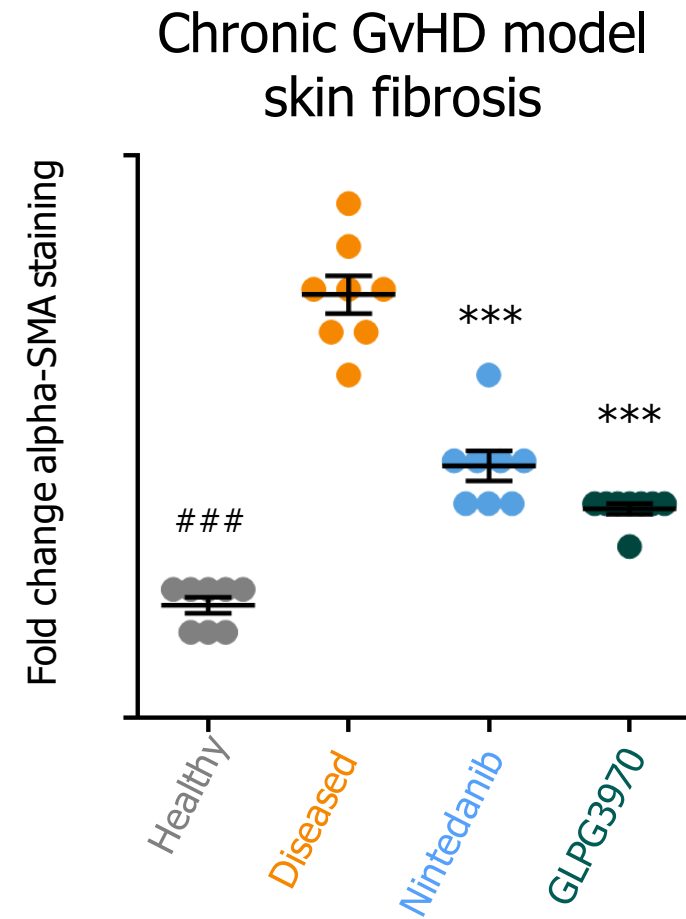 Chronic GvHD model
skin fibrosis
Fold change alpha-SMA staining
***
***
###
Healthy
Diseased
Nintedanib
GLPG3970